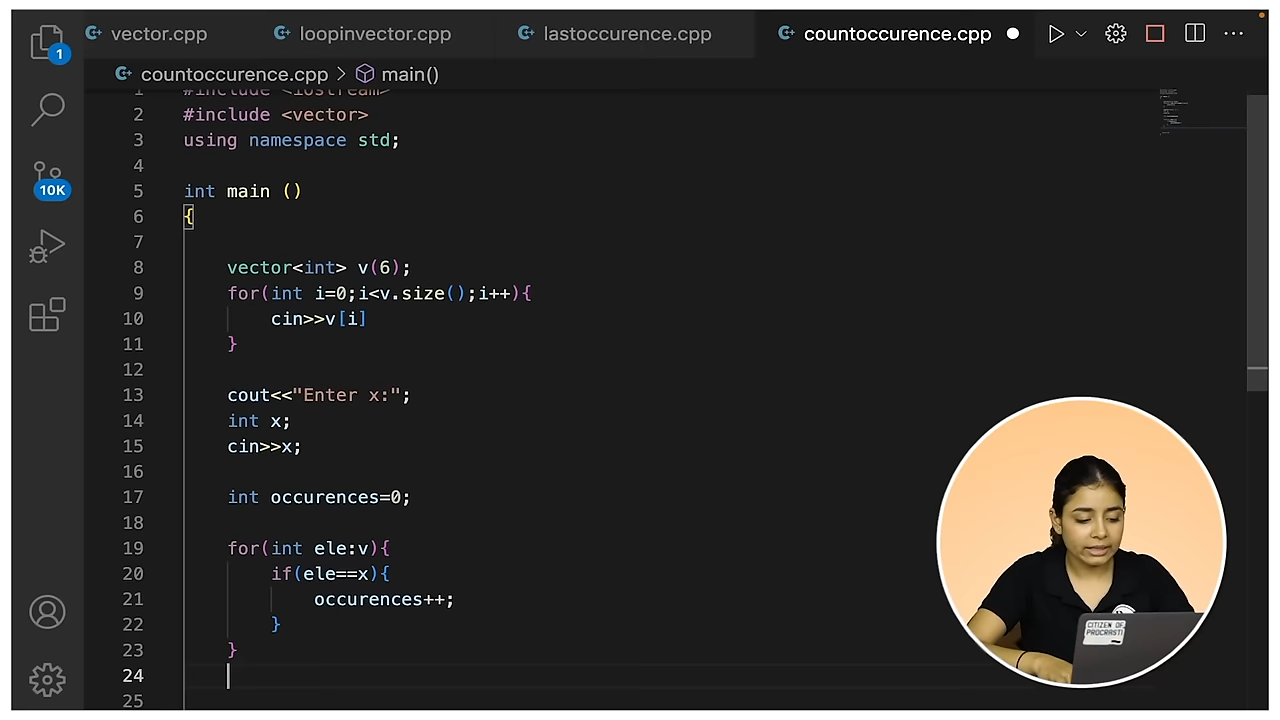 vector.cpp loopinvector.cpp lastoccurence.cpp countoccurence.cpp
1
countoccurence.cpp > main()
1 #include <iostream>
2 #include <vector>
3 using namespace std;
10K
4
5 int main ()
6 {
7
8 vector<int> v(6);
9 for(int i=0;i<v.size();i++){
10 cin>>v[i]
11 }
12
13 cout<<"Enter x:";
14 int x;
15 cin>>x;
16
17 int occurences=0;
18
19 for(int ele:v){
20 if(ele==x){
21 occurences++;
22 }
23 }
24
25
CITIZEN OF
PROCRASTI